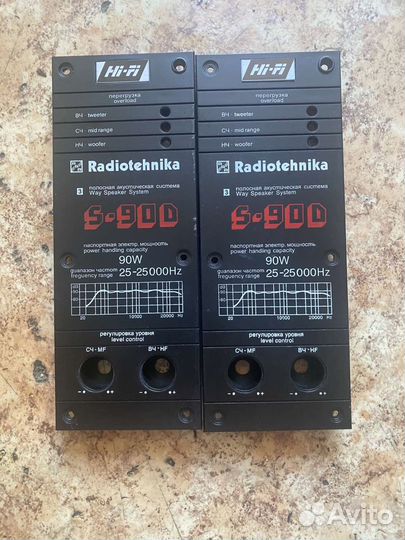 Hi-Fi
перегрузка
overload
ВЧ · tweeter
СЧ · mid range
НЧ · woofer
Radiotehnika
3 полосная акустическая система
Way Speaker System
S-90D
паспортная электр. мощность
power handling capacity
90W
диапазон частот
freguency range 25-25000Hz
20 10000 20000 Hz
регулировка уровня
level control
СЧ · MF ВЧ · HF
- + - +
Hi-Fi
перегрузка
overload
ВЧ · tweeter
СЧ · mid range
НЧ · woofer
Radiotehnika
3 полосная акустическая система
Way Speaker System
S-90D
паспортная электр. мощность
power handling capacity
90W
диапазон частот
freguency range 25-25000Hz
20 10000 20000 Hz
регулировка уровня
level control
СЧ · MF ВЧ · HF
- + - +
Avito